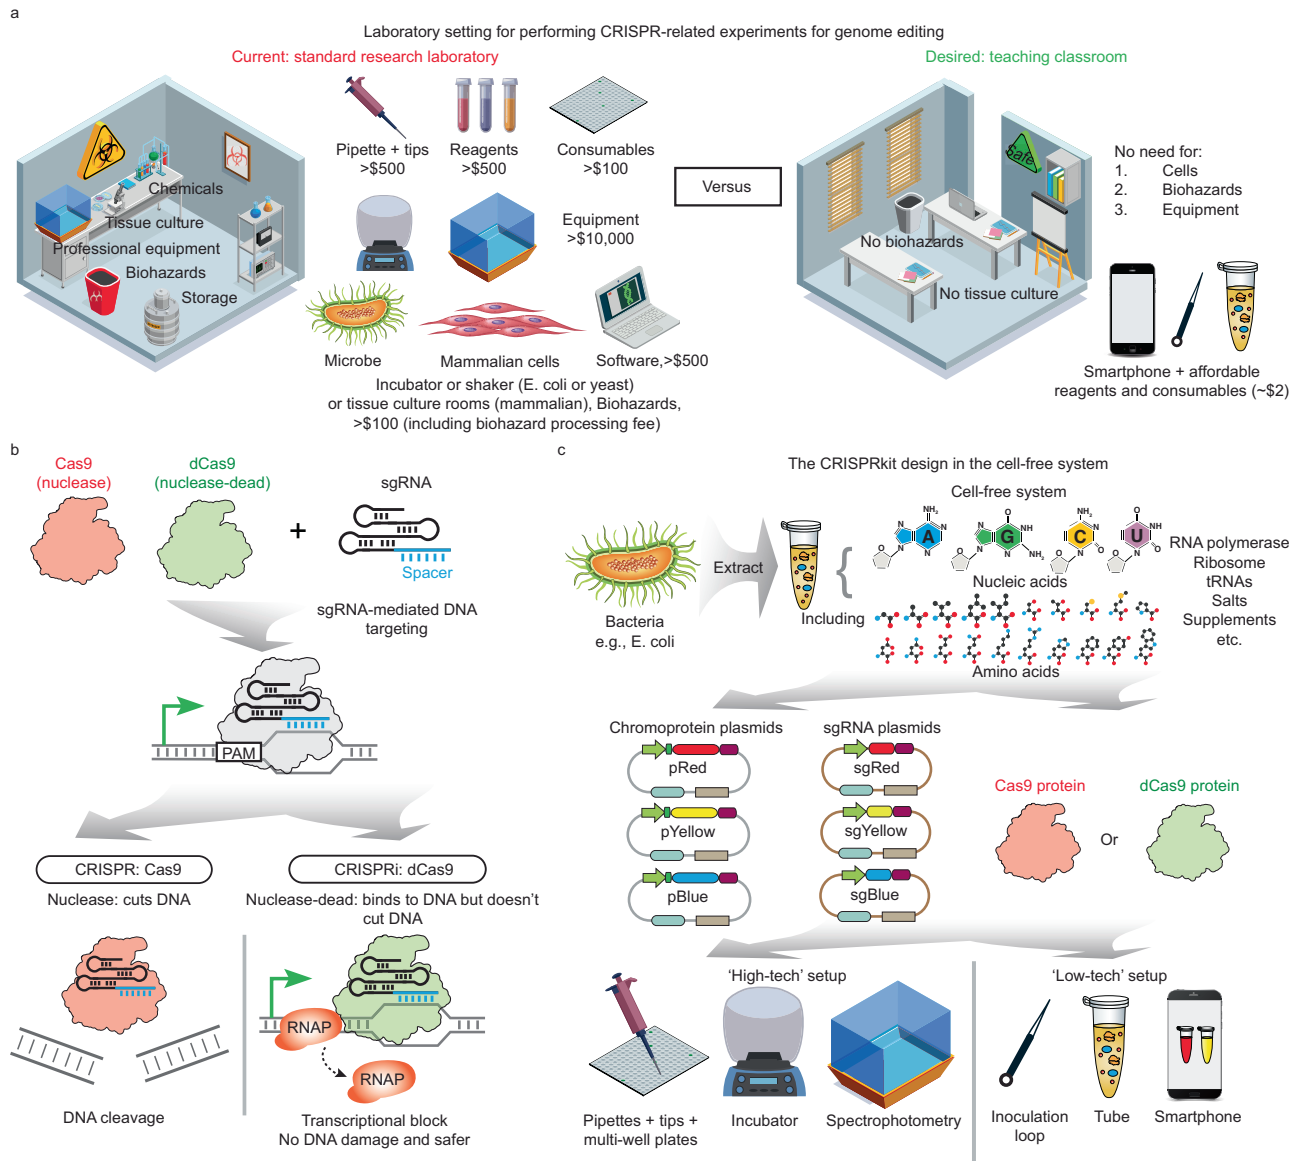 a
Laboratory setting for performing CRISPR-related experiments for genome editing
Current: standard research laboratory
Desired: teaching classroom
Chemicals
Tissue culture
Professional equipment
Biohazards
Storage
Pipette + tips
>$500
Reagents
>$500
Consumables
>$100
Equipment
>$10,000
Microbe
Mammalian cells
Software,>$500
Incubator or shaker (E. coli or yeast)
or tissue culture rooms (mammalian), Biohazards,
>$100 (including biohazard processing fee)
Versus
Safe
No biohazards
No tissue culture
No need for:
1. Cells
2. Biohazards
3. Equipment
Smartphone + affordable
reagents and consumables (~$2)
b
Cas9
(nuclease)
dCas9
(nuclease-dead)
+
sgRNA
Spacer
sgRNA-mediated DNA
targeting
PAM
CRISPR: Cas9
Nuclease: cuts DNA
DNA cleavage
CRISPRi: dCas9
Nuclease-dead: binds to DNA but doesn't
cut DNA
RNAP
RNAP
Transcriptional block
No DNA damage and safer
c
The CRISPRkit design in the cell-free system
Bacteria
e.g., E. coli
Extract
Including
{
Cell-free system
NH2
N
N
N
N
A
O
O
N
N
NH
N
NH2
G
O
NH2
N
N
O
C
O
O
NH
N
O
U
O
Nucleic acids
Amino acids
RNA polymerase
Ribosome
tRNAs
Salts
Supplements
etc.
Chromoprotein plasmids
pRed
pYellow
pBlue
sgRNA plasmids
sgRed
sgYellow
sgBlue
Cas9 protein
Or
dCas9 protein
'High-tech' setup
Pipettes + tips +
multi-well plates
Incubator
Spectrophotometry
'Low-tech' setup
Inoculation
loop
Tube
Smartphone